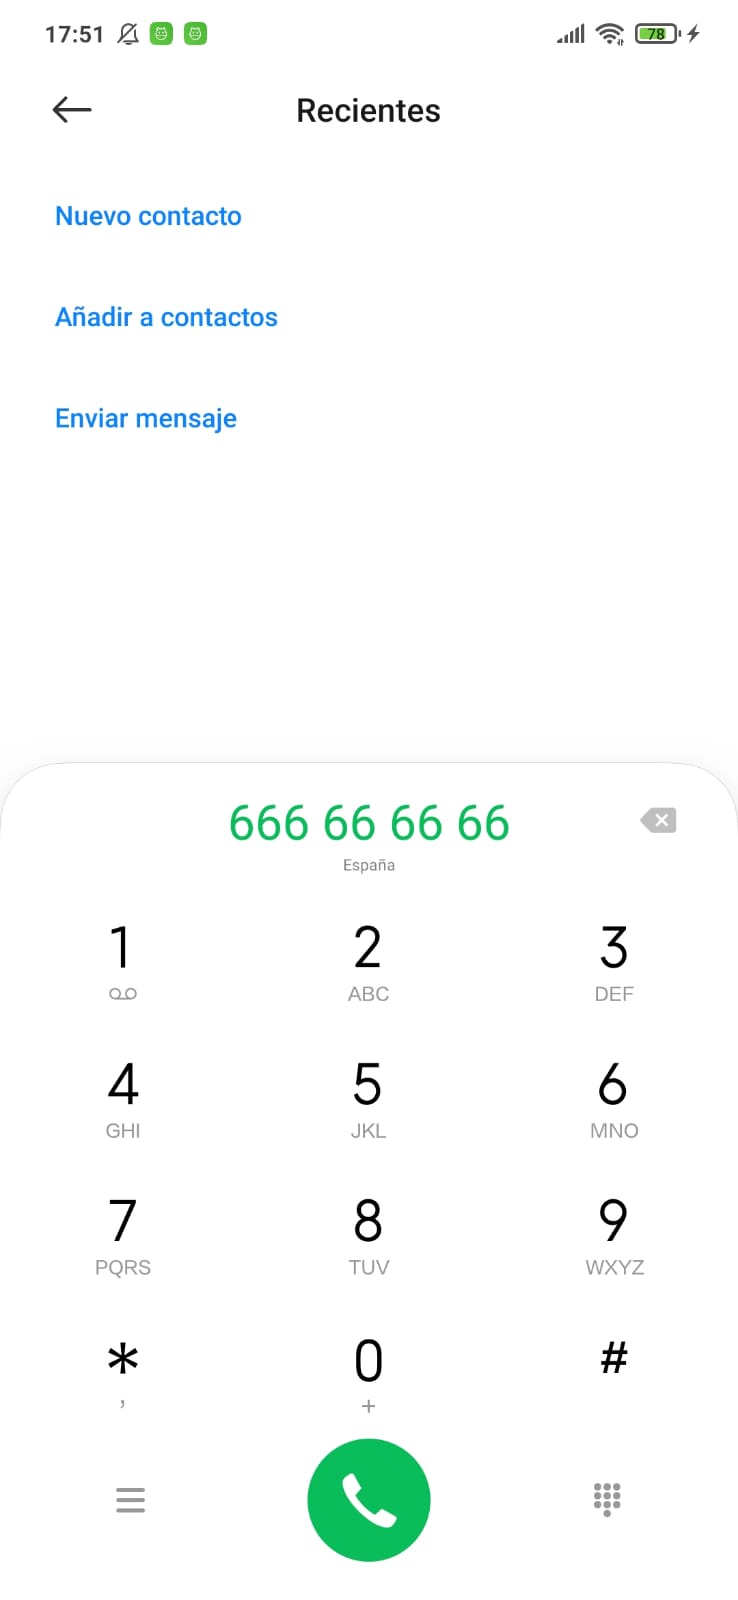 17:51
78
Recientes
Nuevo contacto
Añadir a contactos
Enviar mensaje
666 66 66 66
España
1 2 3
ABC DEF
4 5 6
GHI JKL MNO
7 8 9
PQRS TUV WXYZ
* 0 #
, +